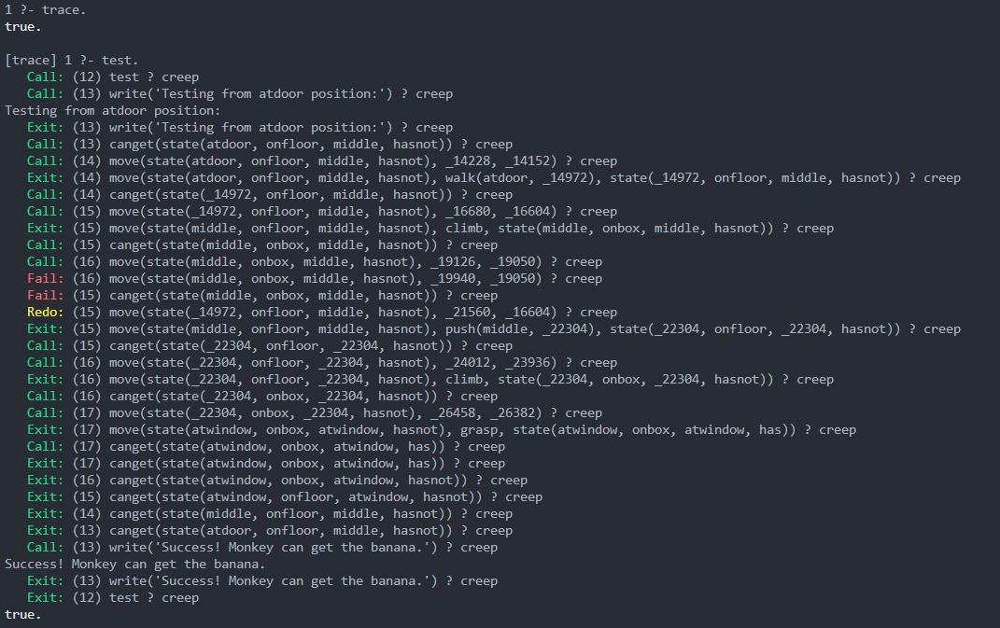 1 ?- trace.
true.

[trace] 1 ?- test.
   Call: (12) test ? creep
   Call: (13) write('Testing from atdoor position:') ? creep
Testing from atdoor position:
   Exit: (13) write('Testing from atdoor position:') ? creep
   Call: (13) canget(state(atdoor, onfloor, middle, hasnot)) ? creep
   Call: (14) move(state(atdoor, onfloor, middle, hasnot), _14228, _14152) ? creep
   Exit: (14) move(state(atdoor, onfloor, middle, hasnot), walk(atdoor, _14972), state(_14972, onfloor, middle, hasnot)) ? creep
   Call: (14) canget(state(_14972, onfloor, middle, hasnot)) ? creep
   Call: (15) move(state(_14972, onfloor, middle, hasnot), _16680, _16604) ? creep
   Exit: (15) move(state(middle, onfloor, middle, hasnot), climb, state(middle, onbox, middle, hasnot)) ? creep
   Call: (15) canget(state(middle, onbox, middle, hasnot)) ? creep
   Call: (16) move(state(middle, onbox, middle, hasnot), _19126, _19050) ? creep
   Fail: (16) move(state(middle, onbox, middle, hasnot), _19940, _19050) ? creep
   Fail: (15) canget(state(middle, onbox, middle, hasnot)) ? creep
   Redo: (15) move(state(_14972, onfloor, middle, hasnot), _21560, _16604) ? creep
   Exit: (15) move(state(middle, onfloor, middle, hasnot), push(middle, _22304), state(_22304, onfloor, _22304, hasnot)) ? creep
   Call: (15) canget(state(_22304, onfloor, _22304, hasnot)) ? creep
   Call: (16) move(state(_22304, onfloor, _22304, hasnot), _24012, _23936) ? creep
   Exit: (16) move(state(_22304, onfloor, _22304, hasnot), climb, state(_22304, onbox, _22304, hasnot)) ? creep
   Call: (16) canget(state(_22304, onbox, _22304, hasnot)) ? creep
   Call: (17) move(state(_22304, onbox, _22304, hasnot), _26458, _26382) ? creep
   Exit: (17) move(state(atwindow, onbox, atwindow, hasnot), grasp, state(atwindow, onbox, atwindow, has)) ? creep
   Call: (17) canget(state(atwindow, onbox, atwindow, has)) ? creep
   Exit: (17) canget(state(atwindow, onbox, atwindow, has)) ? creep
   Exit: (16) canget(state(atwindow, onbox, atwindow, hasnot)) ? creep
   Exit: (15) canget(state(atwindow, onfloor, atwindow, hasnot)) ? creep
   Exit: (14) canget(state(middle, onfloor, middle, hasnot)) ? creep
   Exit: (13) canget(state(atdoor, onfloor, middle, hasnot)) ? creep
   Call: (13) write('Success! Monkey can get the banana.') ? creep
Success! Monkey can get the banana.
   Exit: (13) write('Success! Monkey can get the banana.') ? creep
   Exit: (12) test ? creep
true.